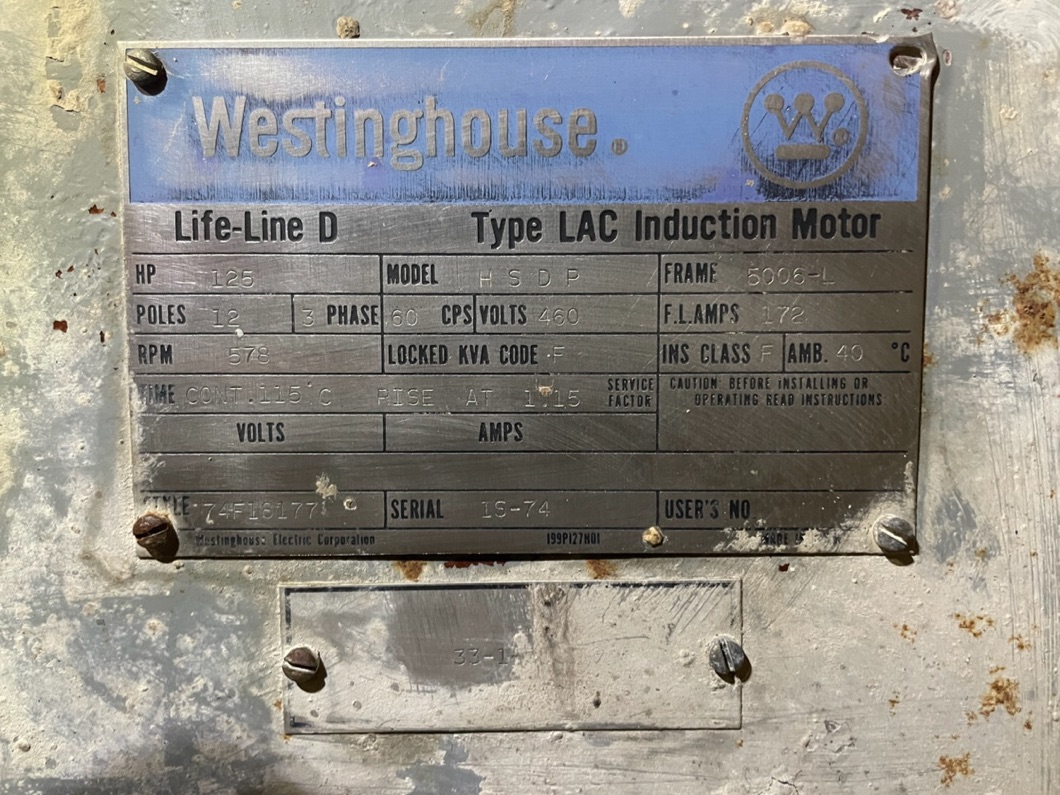 Westinghouse®
W
Life-Line D Type LAC Induction Motor
HP 125 MODEL HSDP FRAME 5006-L
POLES 12 3 PHASE 60 CPS VOLTS 460 F.L.AMPS 172
RPM 578 LOCKED KVA CODE F INS CLASS F AMB. 40 °C
TIME CONT. 115°C RISE AT 1.15 SERVICE FACTOR CAUTION: BEFORE INSTALLING OR
OPERATING READ INSTRUCTIONS
VOLTS AMPS
STYLE 74F18177 SERIAL 1S-74 USER'S NO
Westinghouse Electric Corporation 199P127H01
33-1